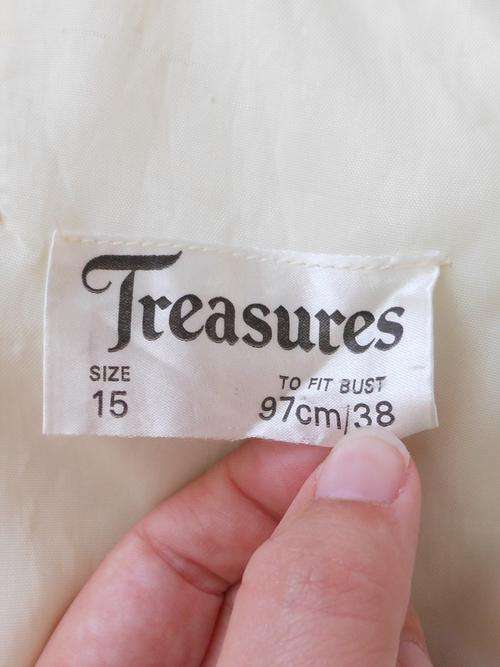 Treasures
SIZE
15
TO FIT BUST
97cm/38